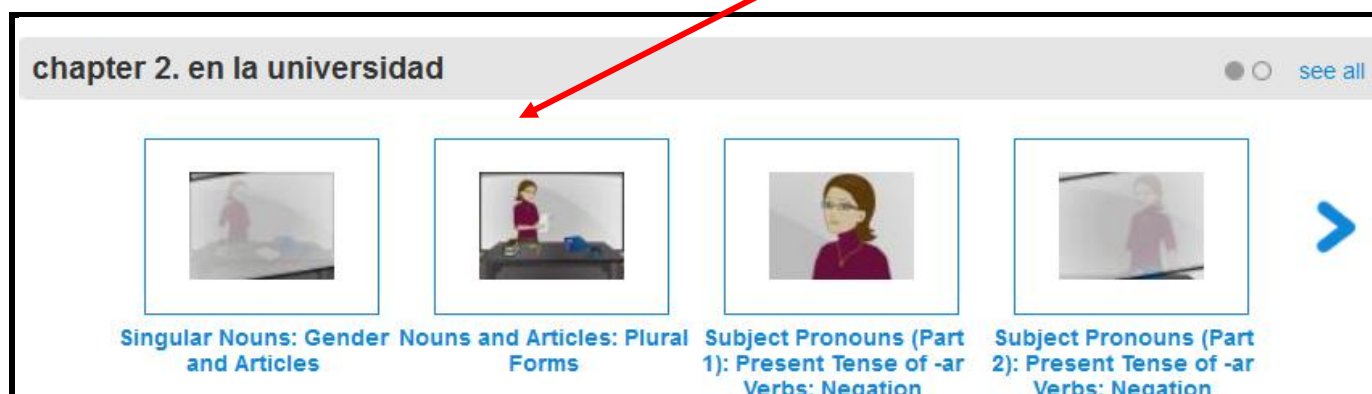 chapter 2. en la universidad
see all
Singular Nouns: Gender
and Articles
Nouns and Articles: Plural
Forms
Subject Pronouns (Part
1): Present Tense of -ar
Verbs: Negation
Subject Pronouns (Part
2): Present Tense of -ar
Verbs: Negation